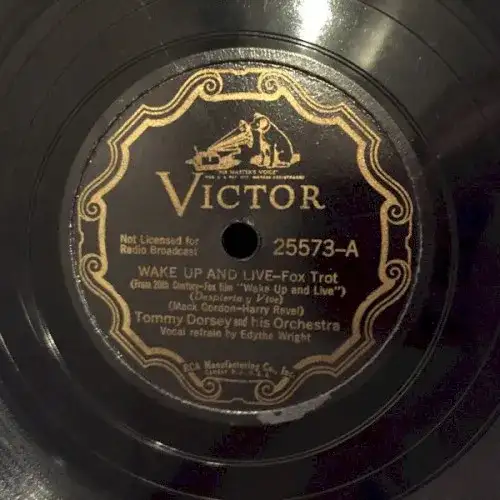 "HIS MASTER'S VOICE"
VICTOR
Not Licensed for
Radio Broadcast
25573-A
WAKE UP AND LIVE-Fox Trot
(From 20th Century-Fox film "Wake Up and Live")
(Despierta y Vive)
(Mack Gordon-Harry Revel)
Tommy Dorsey and his Orchestra
Vocal refrain by Edythe Wright
RCA Manufacturing Co., Inc.
Camden N.J., U.S.A.